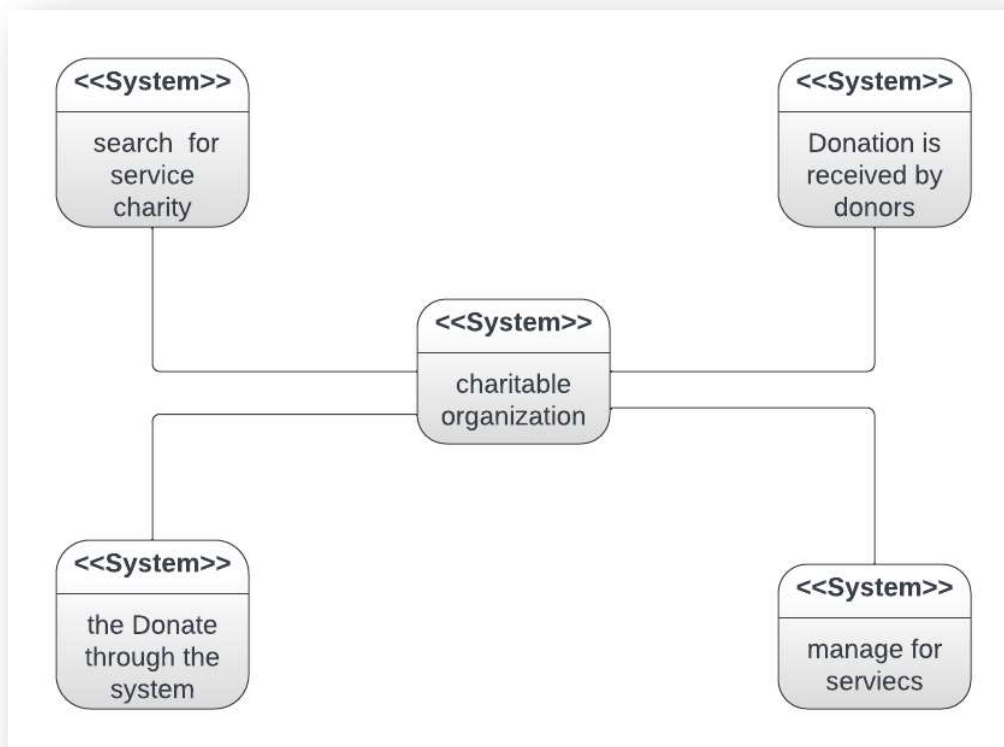 <<System>>
search for
service
charity
<<System>>
Donation is
received by
donors
<<System>>
charitable
organization
<<System>>
the Donate
through the
system
<<System>>
manage for
serviecs